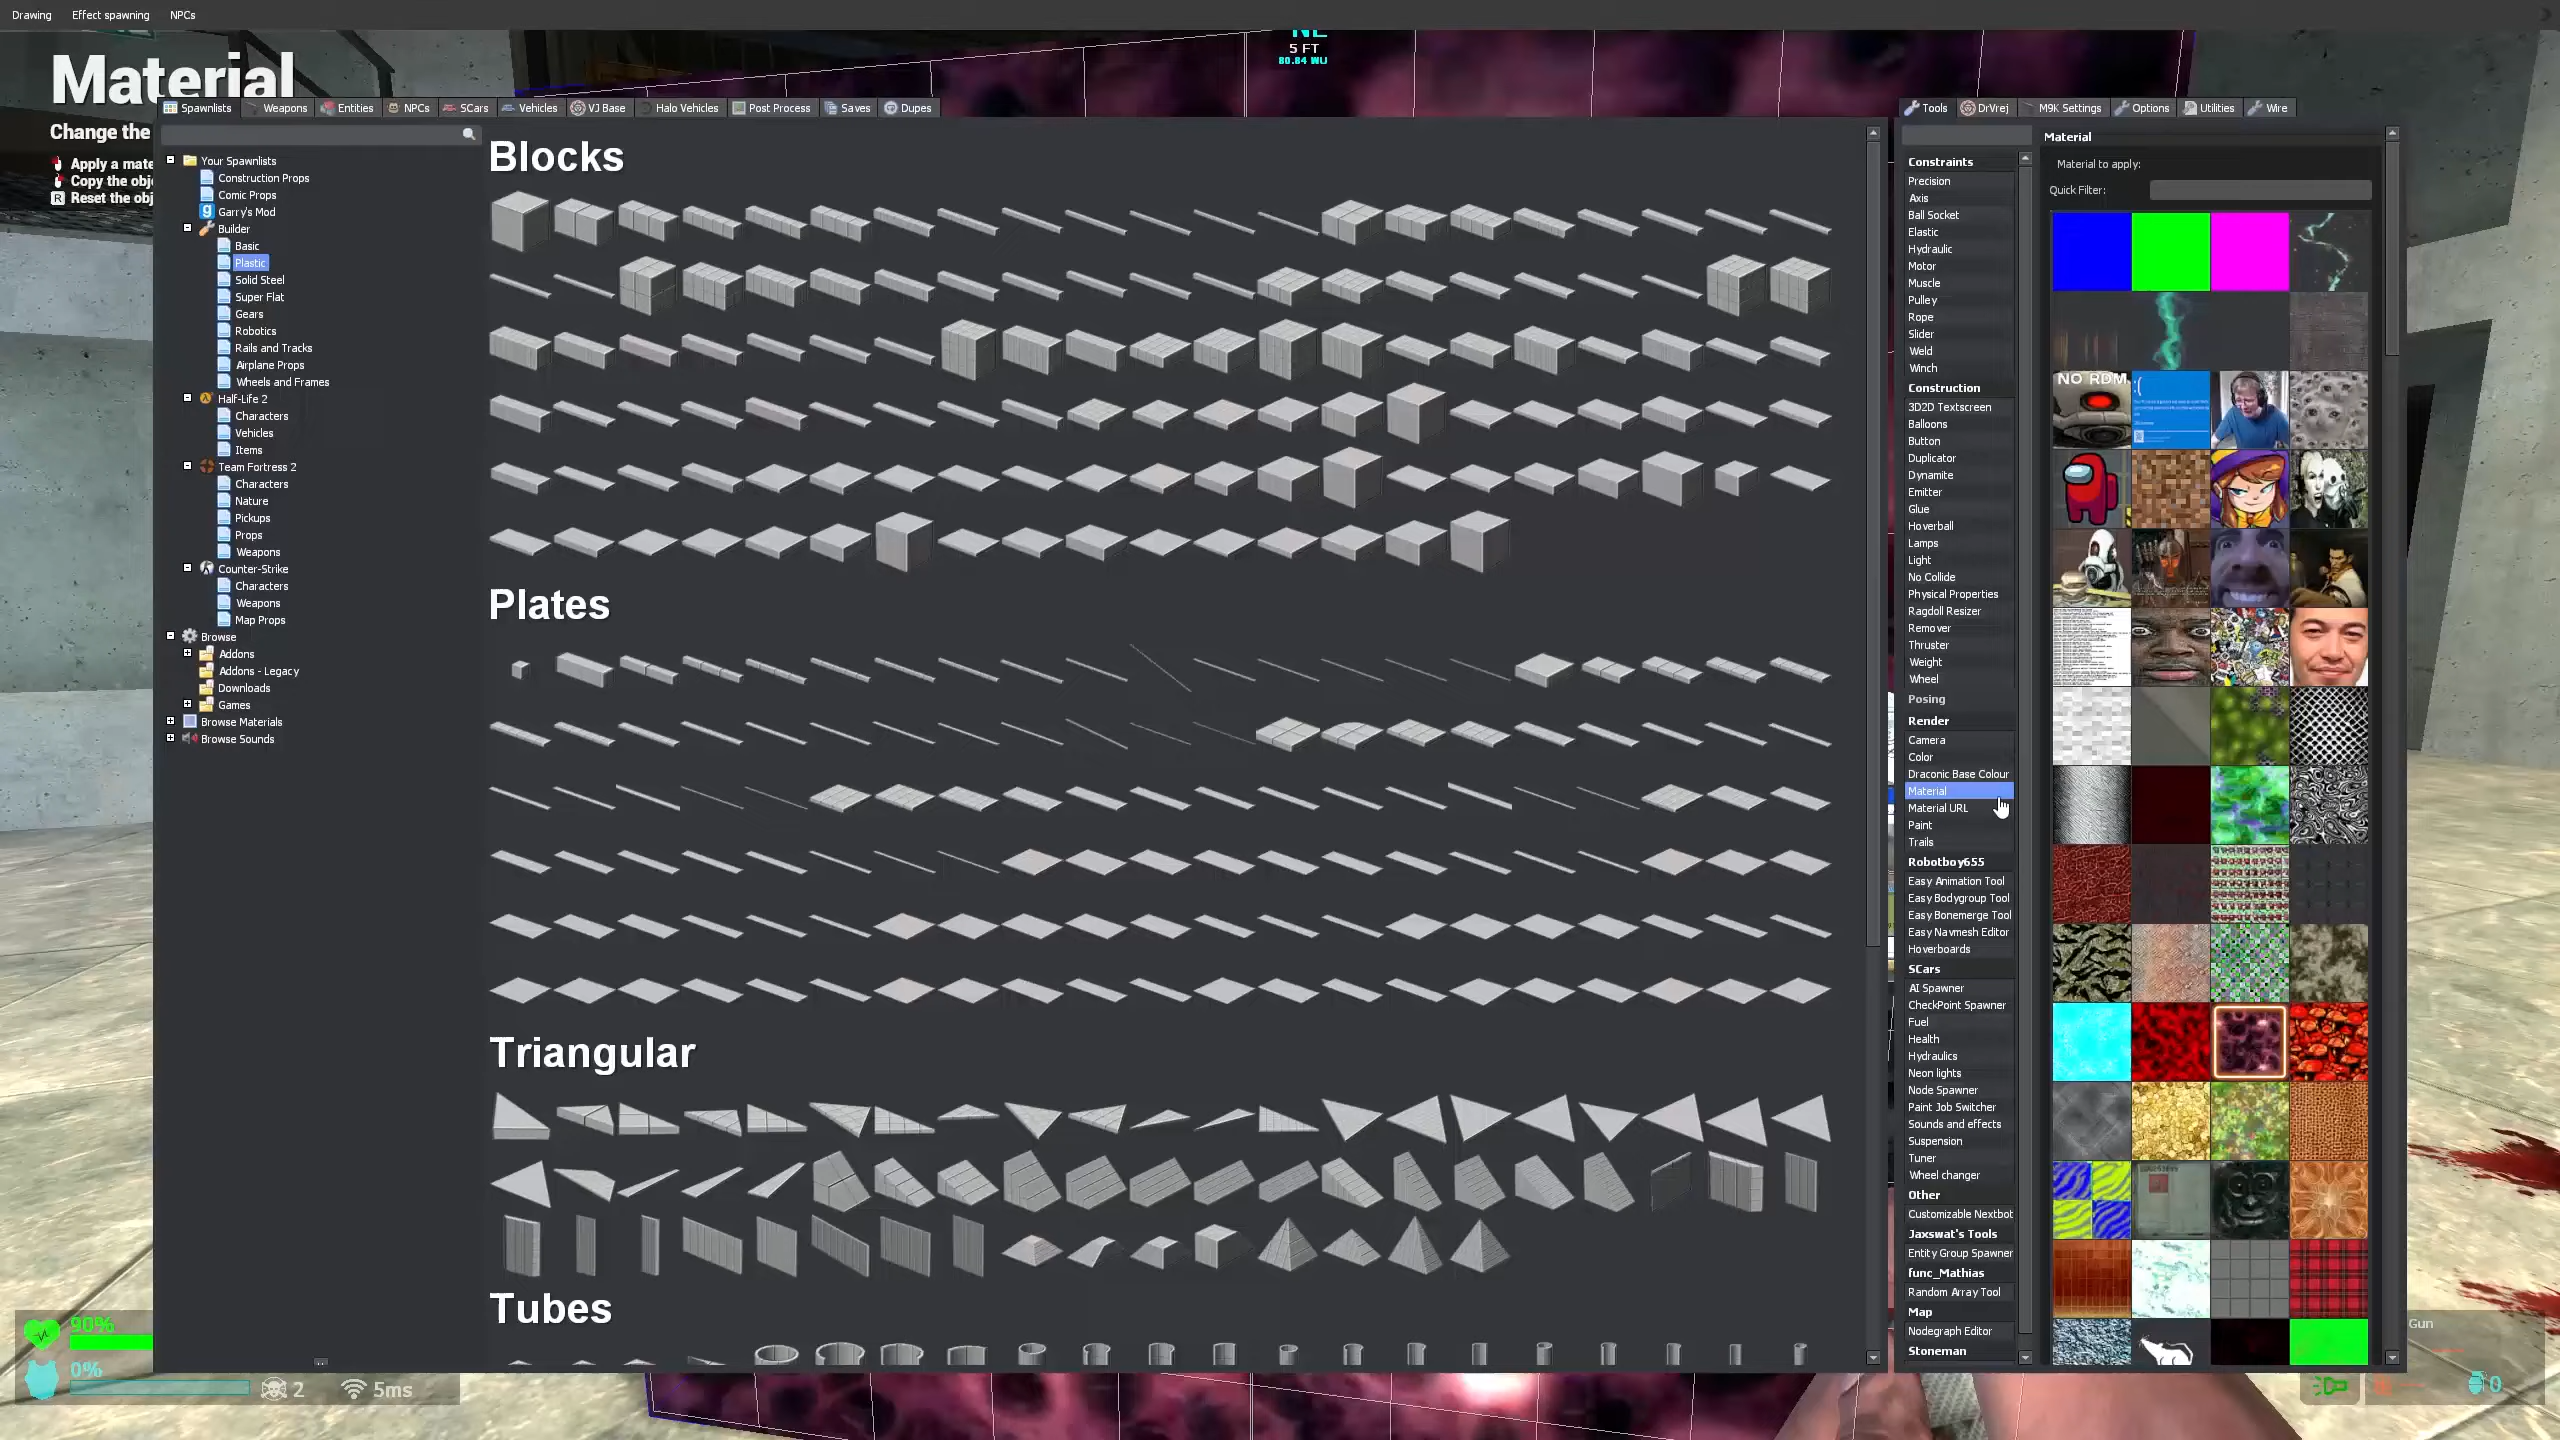 Drawing Effect spawning NPCs
Material
Change the
Apply a mate
Copy the obje
R Reset the obj
NE
5 FT
80.84 WU
Spawnlists Weapons Entities NPCs SCars Vehicles VJ Base Halo Vehicles Post Process Saves Dupes
Your Spawnlists
Construction Props
Comic Props
Garry's Mod
Builder
Basic
Plastic
Solid Steel
Super Flat
Gears
Robotics
Rails and Tracks
Airplane Props
Wheels and Frames
Half-Life 2
Characters
Vehicles
Items
Team Fortress 2
Characters
Nature
Pickups
Props
Weapons
Counter-Strike
Characters
Weapons
Map Props
Browse
Addons
Addons - Legacy
Downloads
Games
Browse Materials
Browse Sounds
Blocks
Plates
Triangular
Tubes
Tools DrVrej M9K Settings Options Utilities Wire
Constraints
Precision
Axis
Ball Socket
Elastic
Hydraulic
Motor
Muscle
Pulley
Rope
Slider
Weld
Winch
Construction
3D2D Textscreen
Balloons
Button
Duplicator
Dynamite
Emitter
Glue
Hoverball
Lamps
Light
No Collide
Physical Properties
Ragdoll Resizer
Remover
Thruster
Weight
Wheel
Posing
Render
Camera
Color
Draconic Base Colour
Material
Material URL
Paint
Trails
Robotboy655
Easy Animation Tool
Easy Bodygroup Tool
Easy Bonemerge Tool
Easy Navmesh Editor
Hoverboards
SCars
AI Spawner
CheckPoint Spawner
Fuel
Health
Hydraulics
Neon lights
Node Spawner
Paint Job Switcher
Sounds and effects
Suspension
Tuner
Wheel changer
Other
Customizable Nextbot
Jaxswat's Tools
Entity Group Spawner
func_Mathias
Random Array Tool
Map
Nodegraph Editor
Stoneman
Material
Material to apply:
Quick Filter:
NO RDM
:(
90%
0%
2 5ms
Gun
0